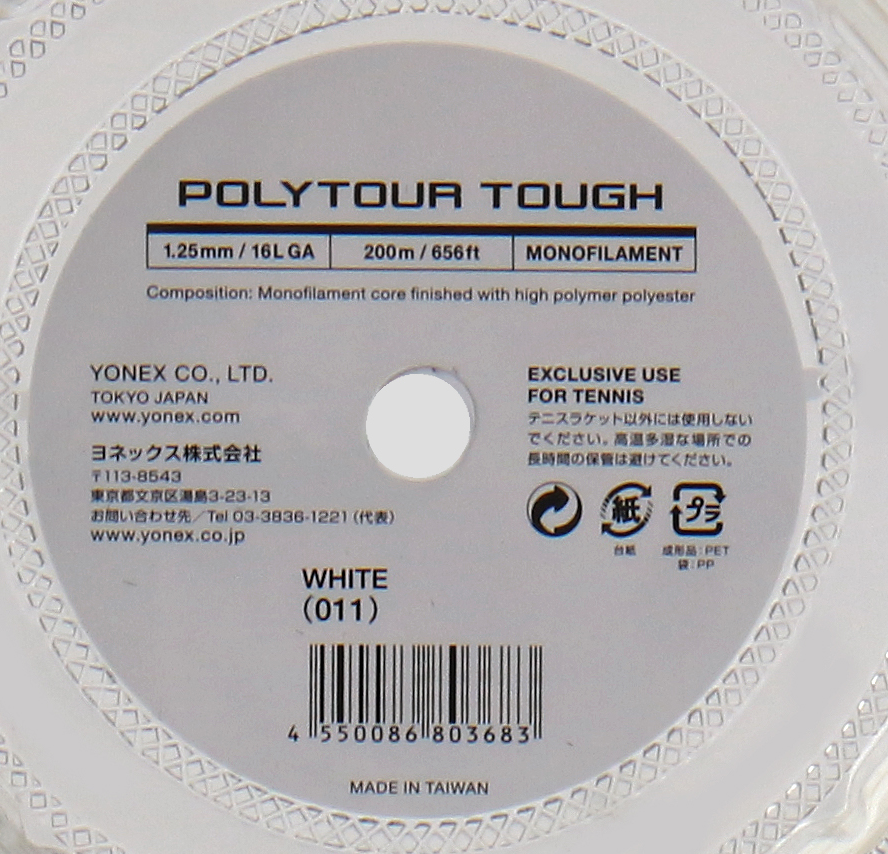 POLYTOUR TOUGH
1.25mm / 16L GA
200m / 656ft
MONOFILAMENT
Composition: Monofilament core finished with high polymer polyester
YONEX CO., LTD.
TOKYO JAPAN
www.yonex.com
ヨネックス株式会社
〒113-8543
東京都文京区湯島3-23-13
お問い合わせ先／Tel 03-3836-1221（代表）
www.yonex.co.jp
EXCLUSIVE USE
FOR TENNIS
テニスラケット以外には使用しない
でください。高温多湿な場所での
長時間の保管は避けてください。
紙
プラ
台紙
成形品：PET
袋：PP
WHITE
（011）
4 550086 803683
MADE IN TAIWAN